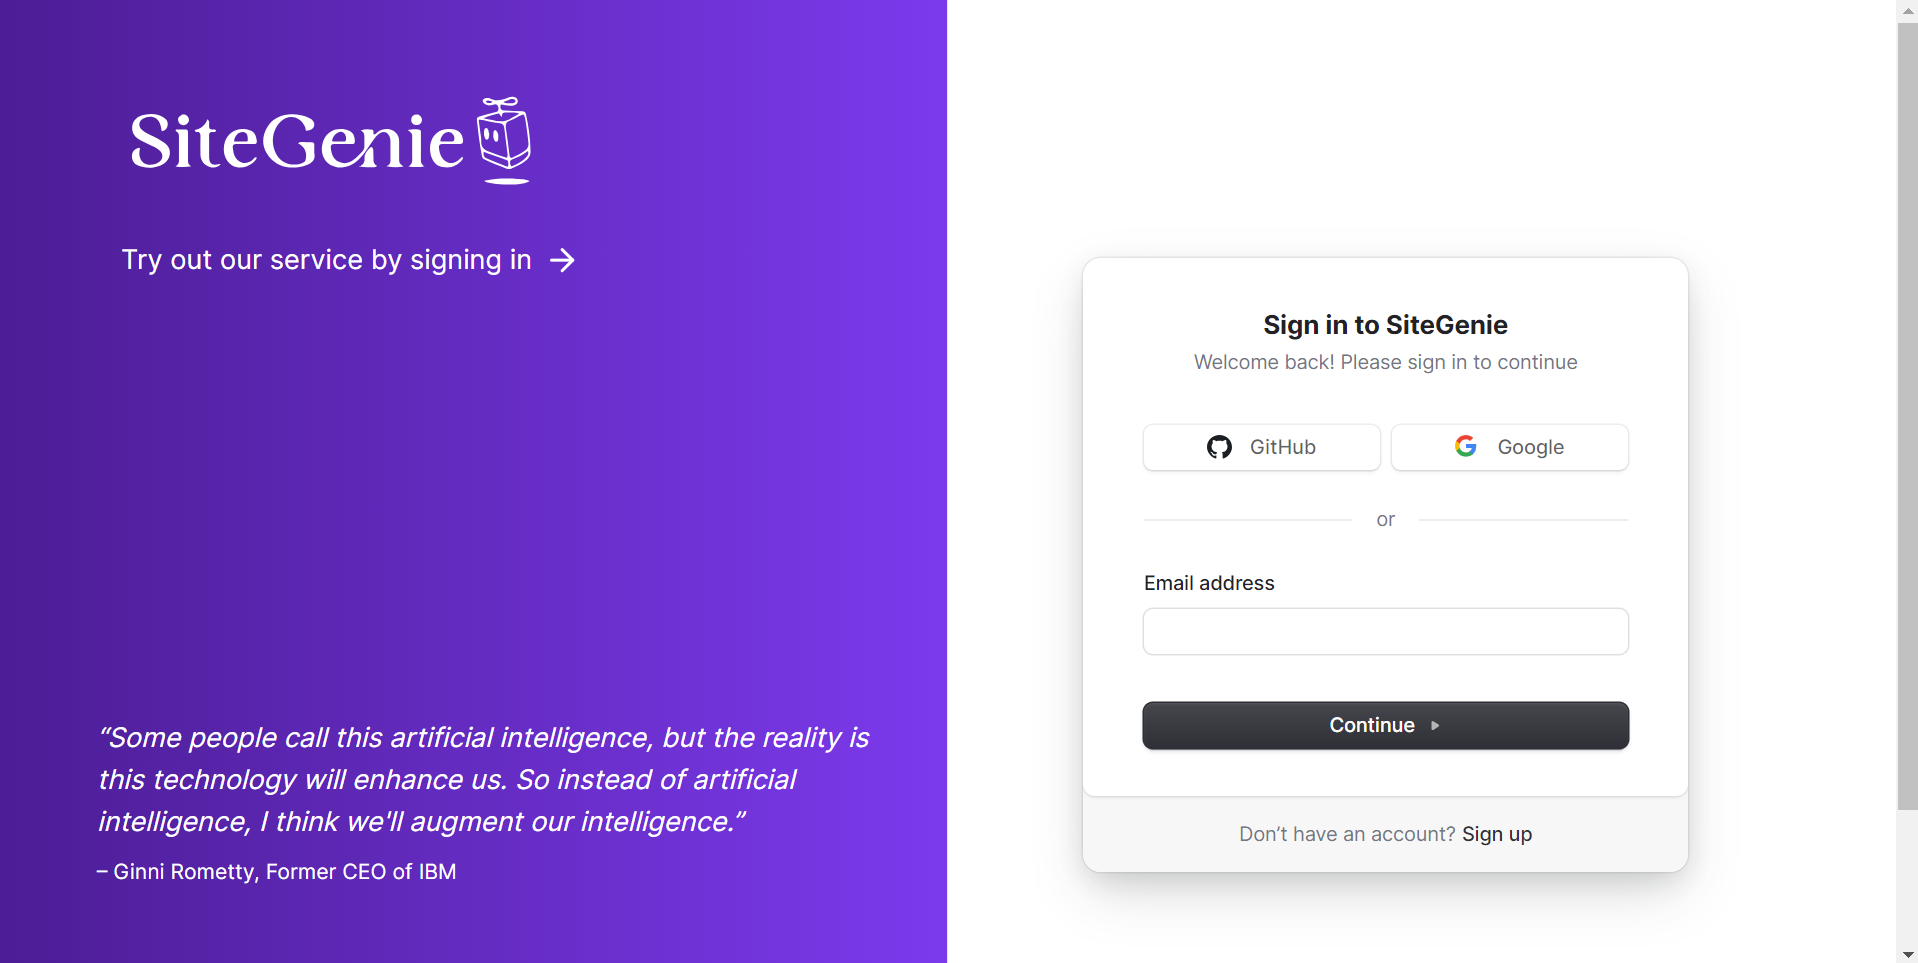 SiteGenie
Try out our service by signing in
“Some people call this artificial intelligence, but the reality is
this technology will enhance us. So instead of artificial
intelligence, I think we'll augment our intelligence.”
– Ginni Rometty, Former CEO of IBM
Sign in to SiteGenie
Welcome back! Please sign in to continue
GitHub
Google
or
Email address
Continue
Don’t have an account? Sign up